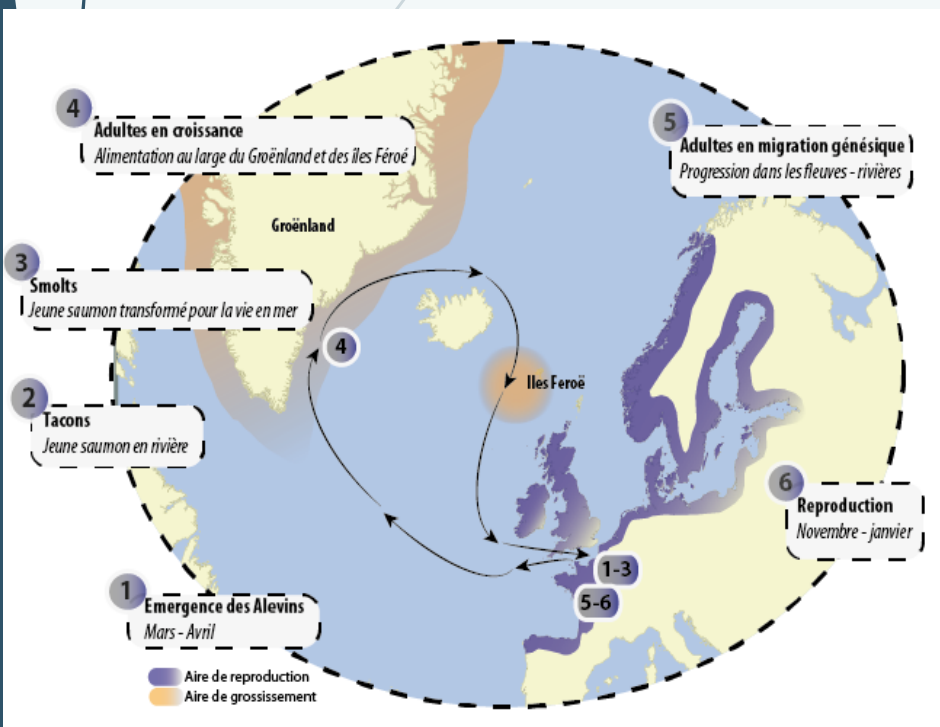 4
Adultes en croissance
Alimentation au large du Groënland et des îles Féroé
5
Adultes en migration génésique
Progression dans les fleuves - rivières
Groënland
3
Smolts
Jeune saumon transformé pour la vie en mer
4
Iles Feroë
2
Tacons
Jeune saumon en rivière
6
Reproduction
Novembre - janvier
1-3
5-6
1
Emergence des Alevins
Mars - Avril
Aire de reproduction
Aire de grossissement